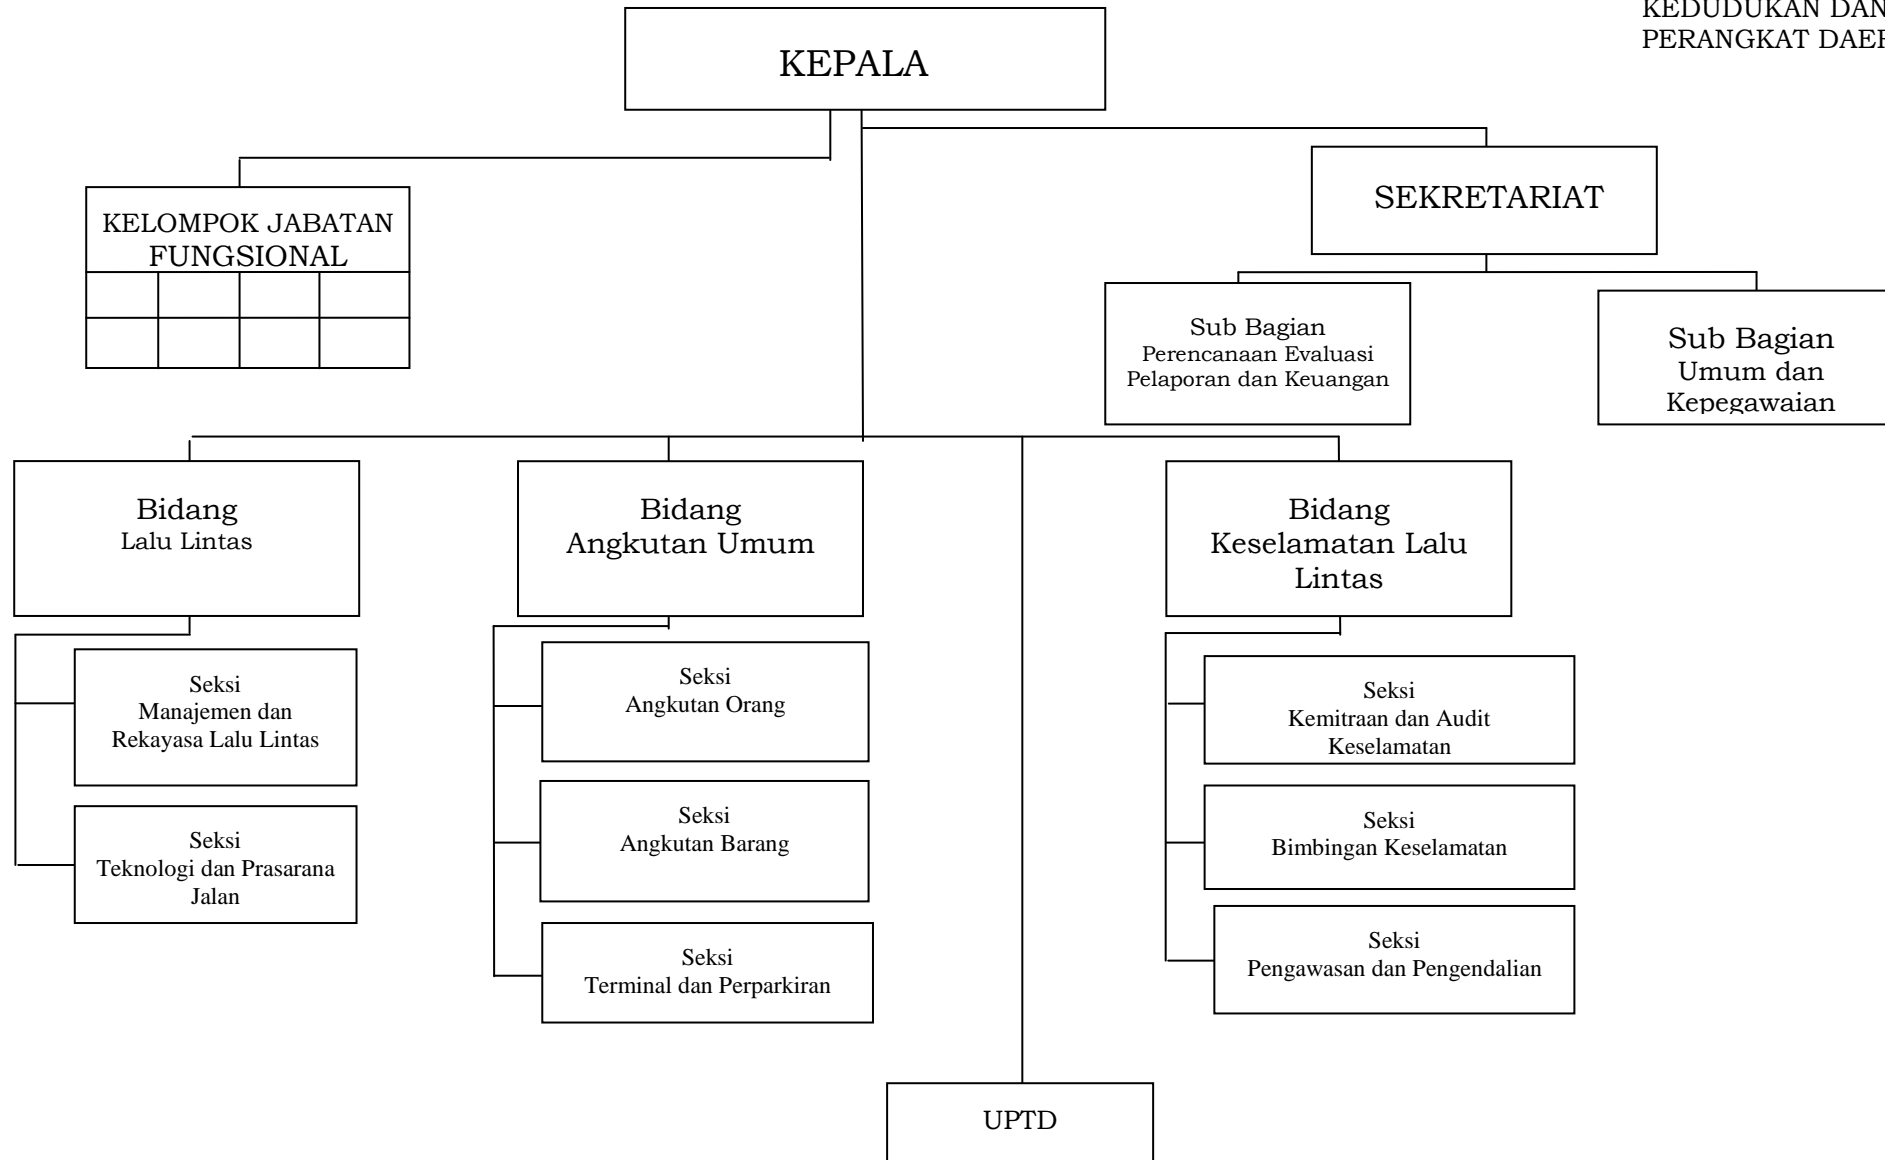 KEDUDUKAN DAN
PERANGKAT
KEPALA
SEKRETARIAT
KELOMPOK JABATAN
FUNGSIONAL
Sub Bagian
Perencanaan Evaluasi
Pelaporan dan Keuangan
Sub Bagian
Umum dan
Kepegawaian
Bidang
Lalu Lintas
Bidang
Angkutan Umum
Bidang
Keselamatan Lalu
Lintas
Seksi
Manajemen dan
Rekayasa Lalu Lintas
Seksi
Teknologi dan Prasarana
Jalan
Seksi
Angkutan Orang
Seksi
Angkutan Barang
Seksi
Terminal dan Perparkiran
Seksi
Kemitraan dan Audit
Keselamatan
Seksi
Bimbingan Keselamatan
Seksi
Pengawasan dan Pengendalian
UPTD